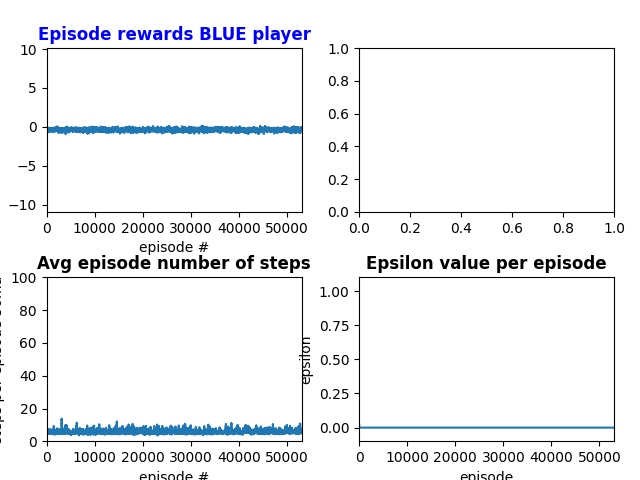 Episode rewards BLUE player
10
5
0
−5
−10
0 10000 20000 30000 40000 50000
episode #
1.0
0.8
0.6
0.4
0.2
0.0
0.0 0.2 0.4 0.6 0.8 1.0
Avg episode number of steps
100
80
60
40
20
0
0 10000 20000 30000 40000 50000
episode #
Epsilon value per episode
epsilon
1.00
0.75
0.50
0.25
0.00
0 10000 20000 30000 40000 50000
episode